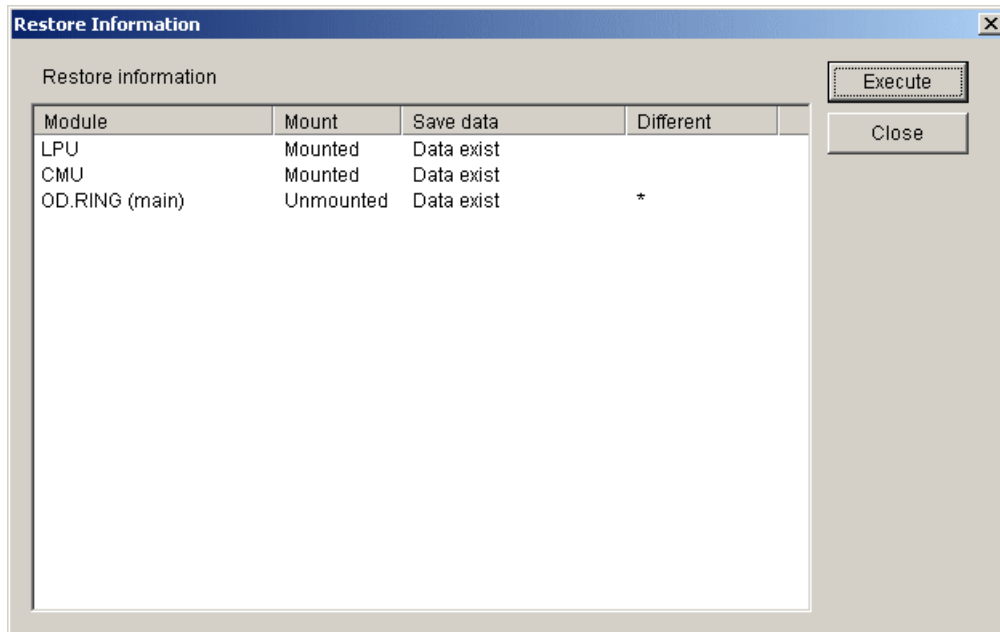 Restore Information
Restore information
Execute
Close
Module Mount Save data Different
LPU Mounted Data exist
CMU Mounted Data exist
OD.RING (main) Unmounted Data exist *